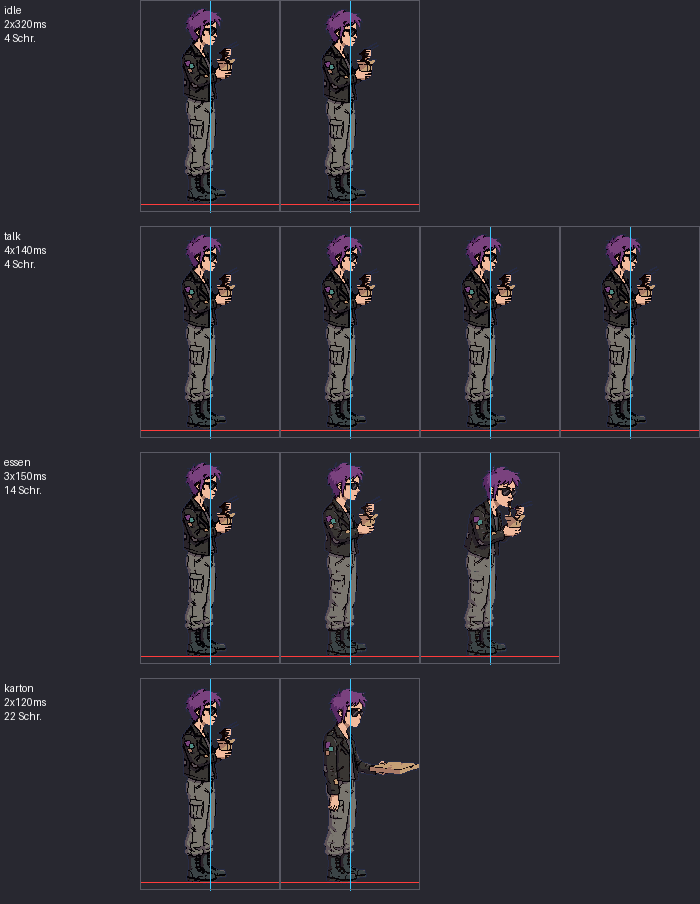 idle
2x320ms
4 Schr.
talk
4x140ms
4 Schr.
essen
3x150ms
14 Schr.
karton
2x120ms
22 Schr.